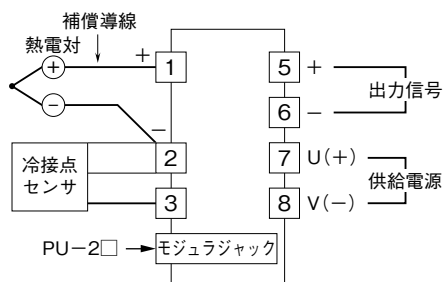 補償導線
熱電対
+
+
−
−
冷接点
センサ
1
2
3
5 +
6 −
出力信号
7 U(+)
8 V(−)
供給電源
PU−2□
モジュラジャック